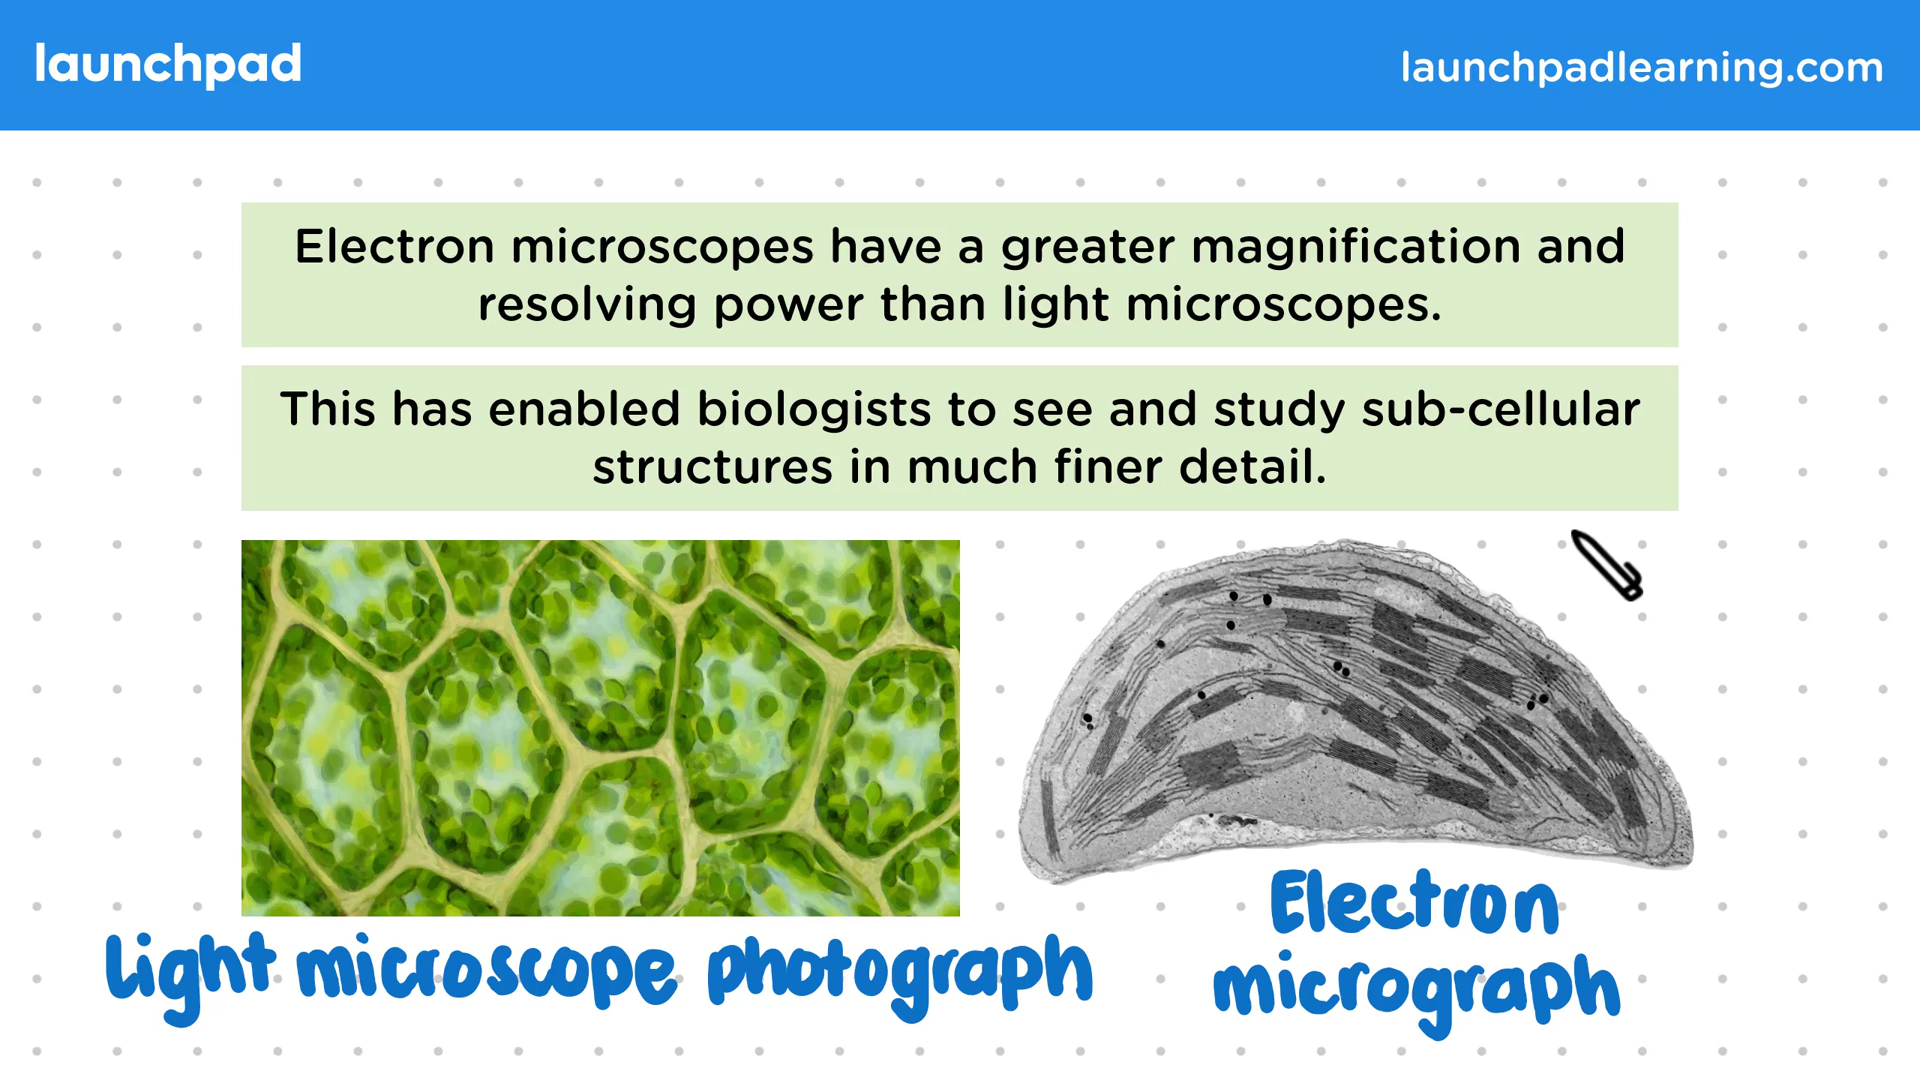 launchpad
launchpadlearning.com
Electron microscopes have a greater magnification and
resolving power than light microscopes.
This has enabled biologists to see and study sub-cellular
structures in much finer detail.
Light microscope photograph
Electron
micrograph